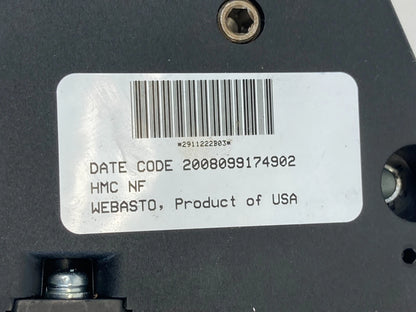 *2911222B03*
DATE CODE 2008099174902
HMC NF
WEBASTO, Product of USA